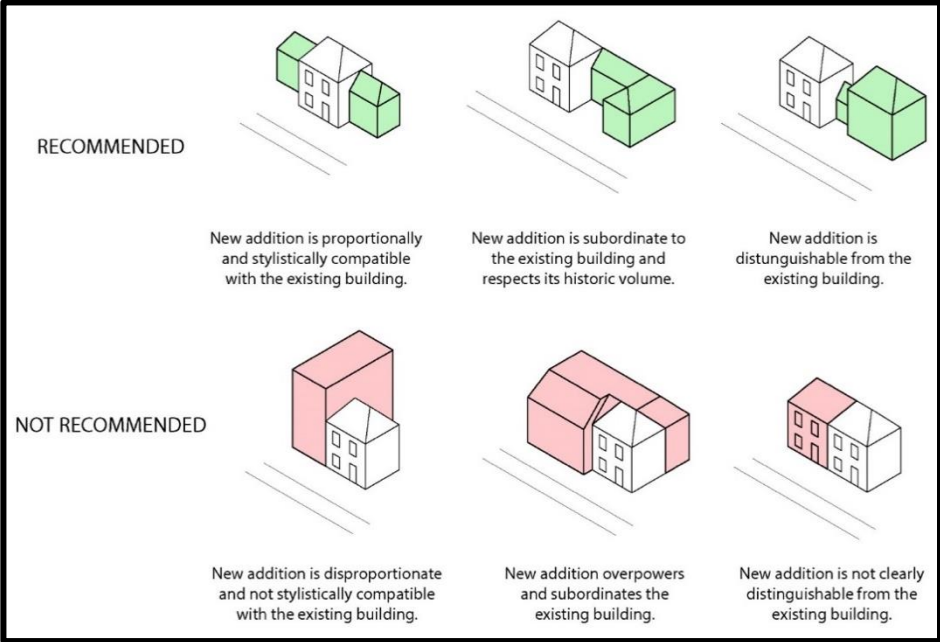 RECOMMENDED
New addition is proportionally
and stylistically compatible
with the existing building.
New addition is subordinate to
the existing building and
respects its historic volume.
New addition is
distunguishable from the
existing building.
NOT RECOMMENDED
New addition is disproportionate
and not stylistically compatible
with the existing building.
New addition overpowers
and subordinates the
existing building.
New addition is not clearly
distinguishable from the
existing building.